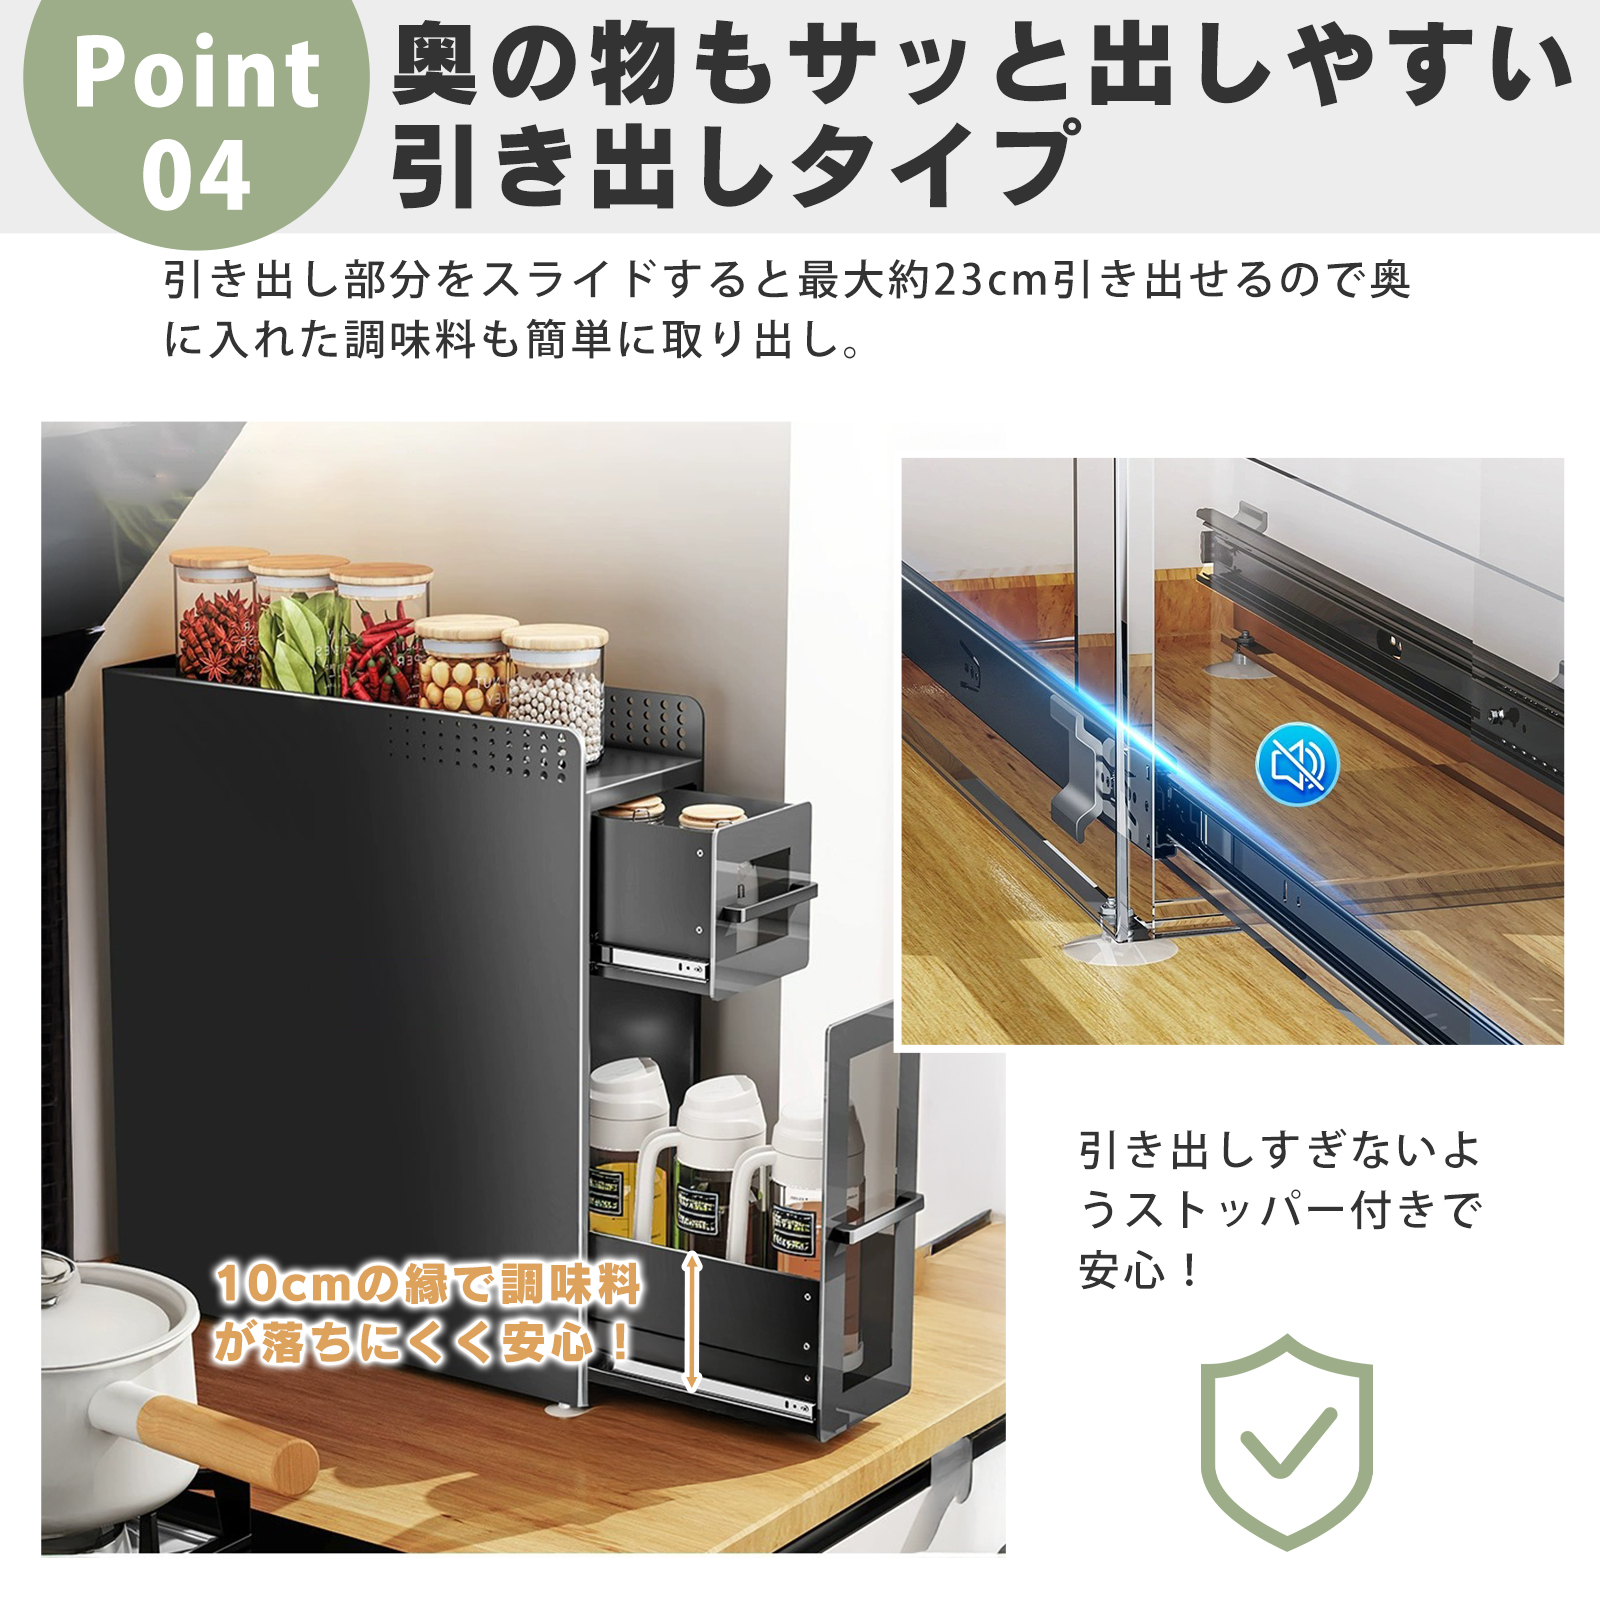 Point
04
奥の物もサッと出しやすい
引き出しタイプ
引き出し部分をスライドすると最大約23cm引き出せるので奥
に入れた調味料も簡単に取り出し。
引き出しすぎないよ
うストッパー付きで
安心！
10cmの縁で調味料
が落ちにくく安心！